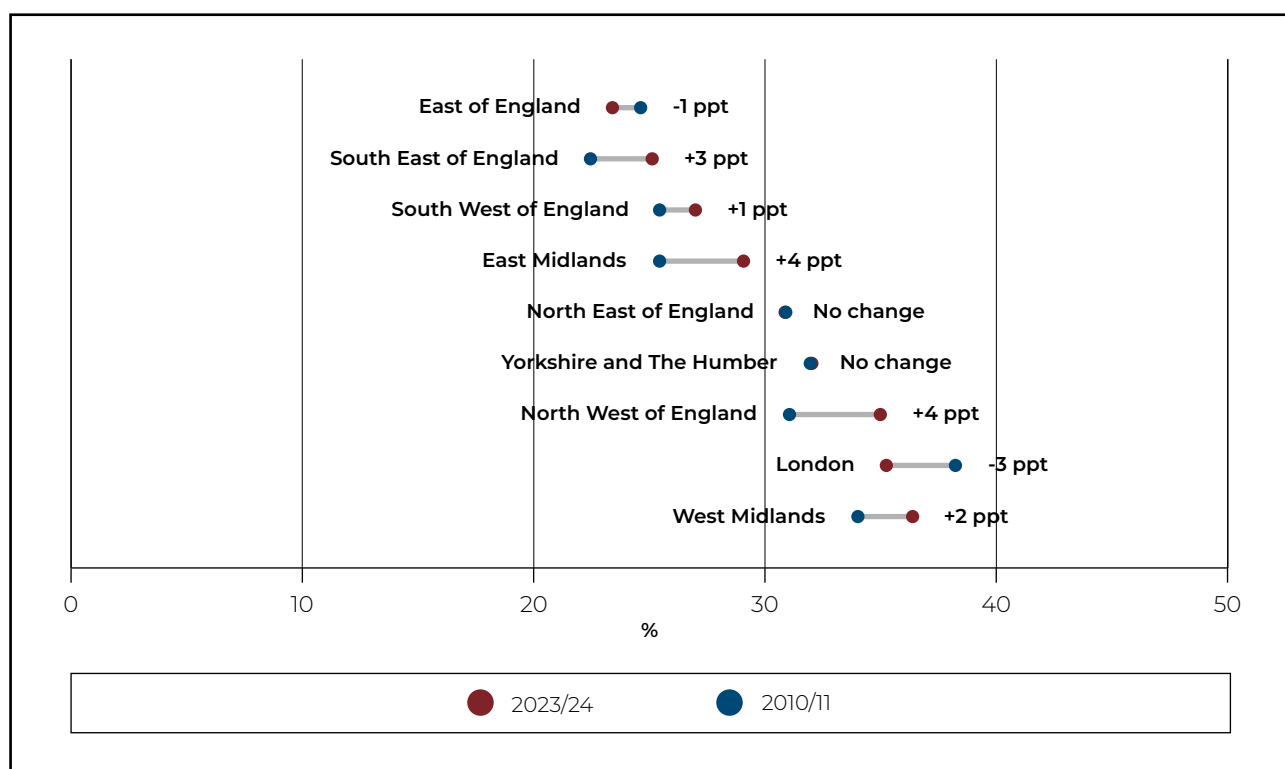 East of England -1 ppt
South East of England +3 ppt
South West of England +1 ppt
East Midlands +4 ppt
North East of England No change
Yorkshire and The Humber No change
North West of England +4 ppt
London -3 ppt
West Midlands +2 ppt
0 10 20 30 40 50
%
2023/24 2010/11